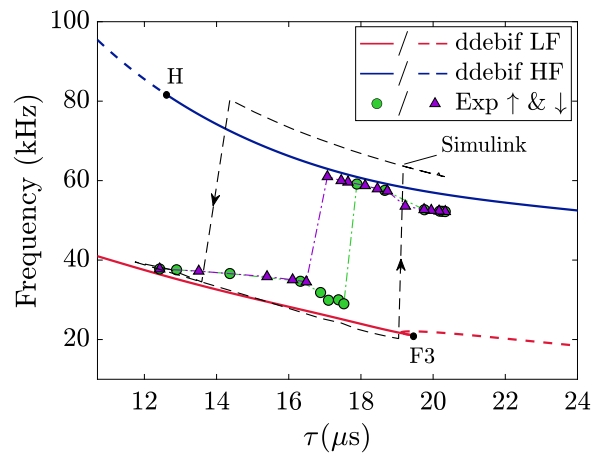 100
80
60
40
20
12
14
16
18
20
22
24
Frequency (kHz)
τ(μs)
H
F3
Simulink
/ ddebif LF
/ ddebif HF
/ Exp ↑ & ↓